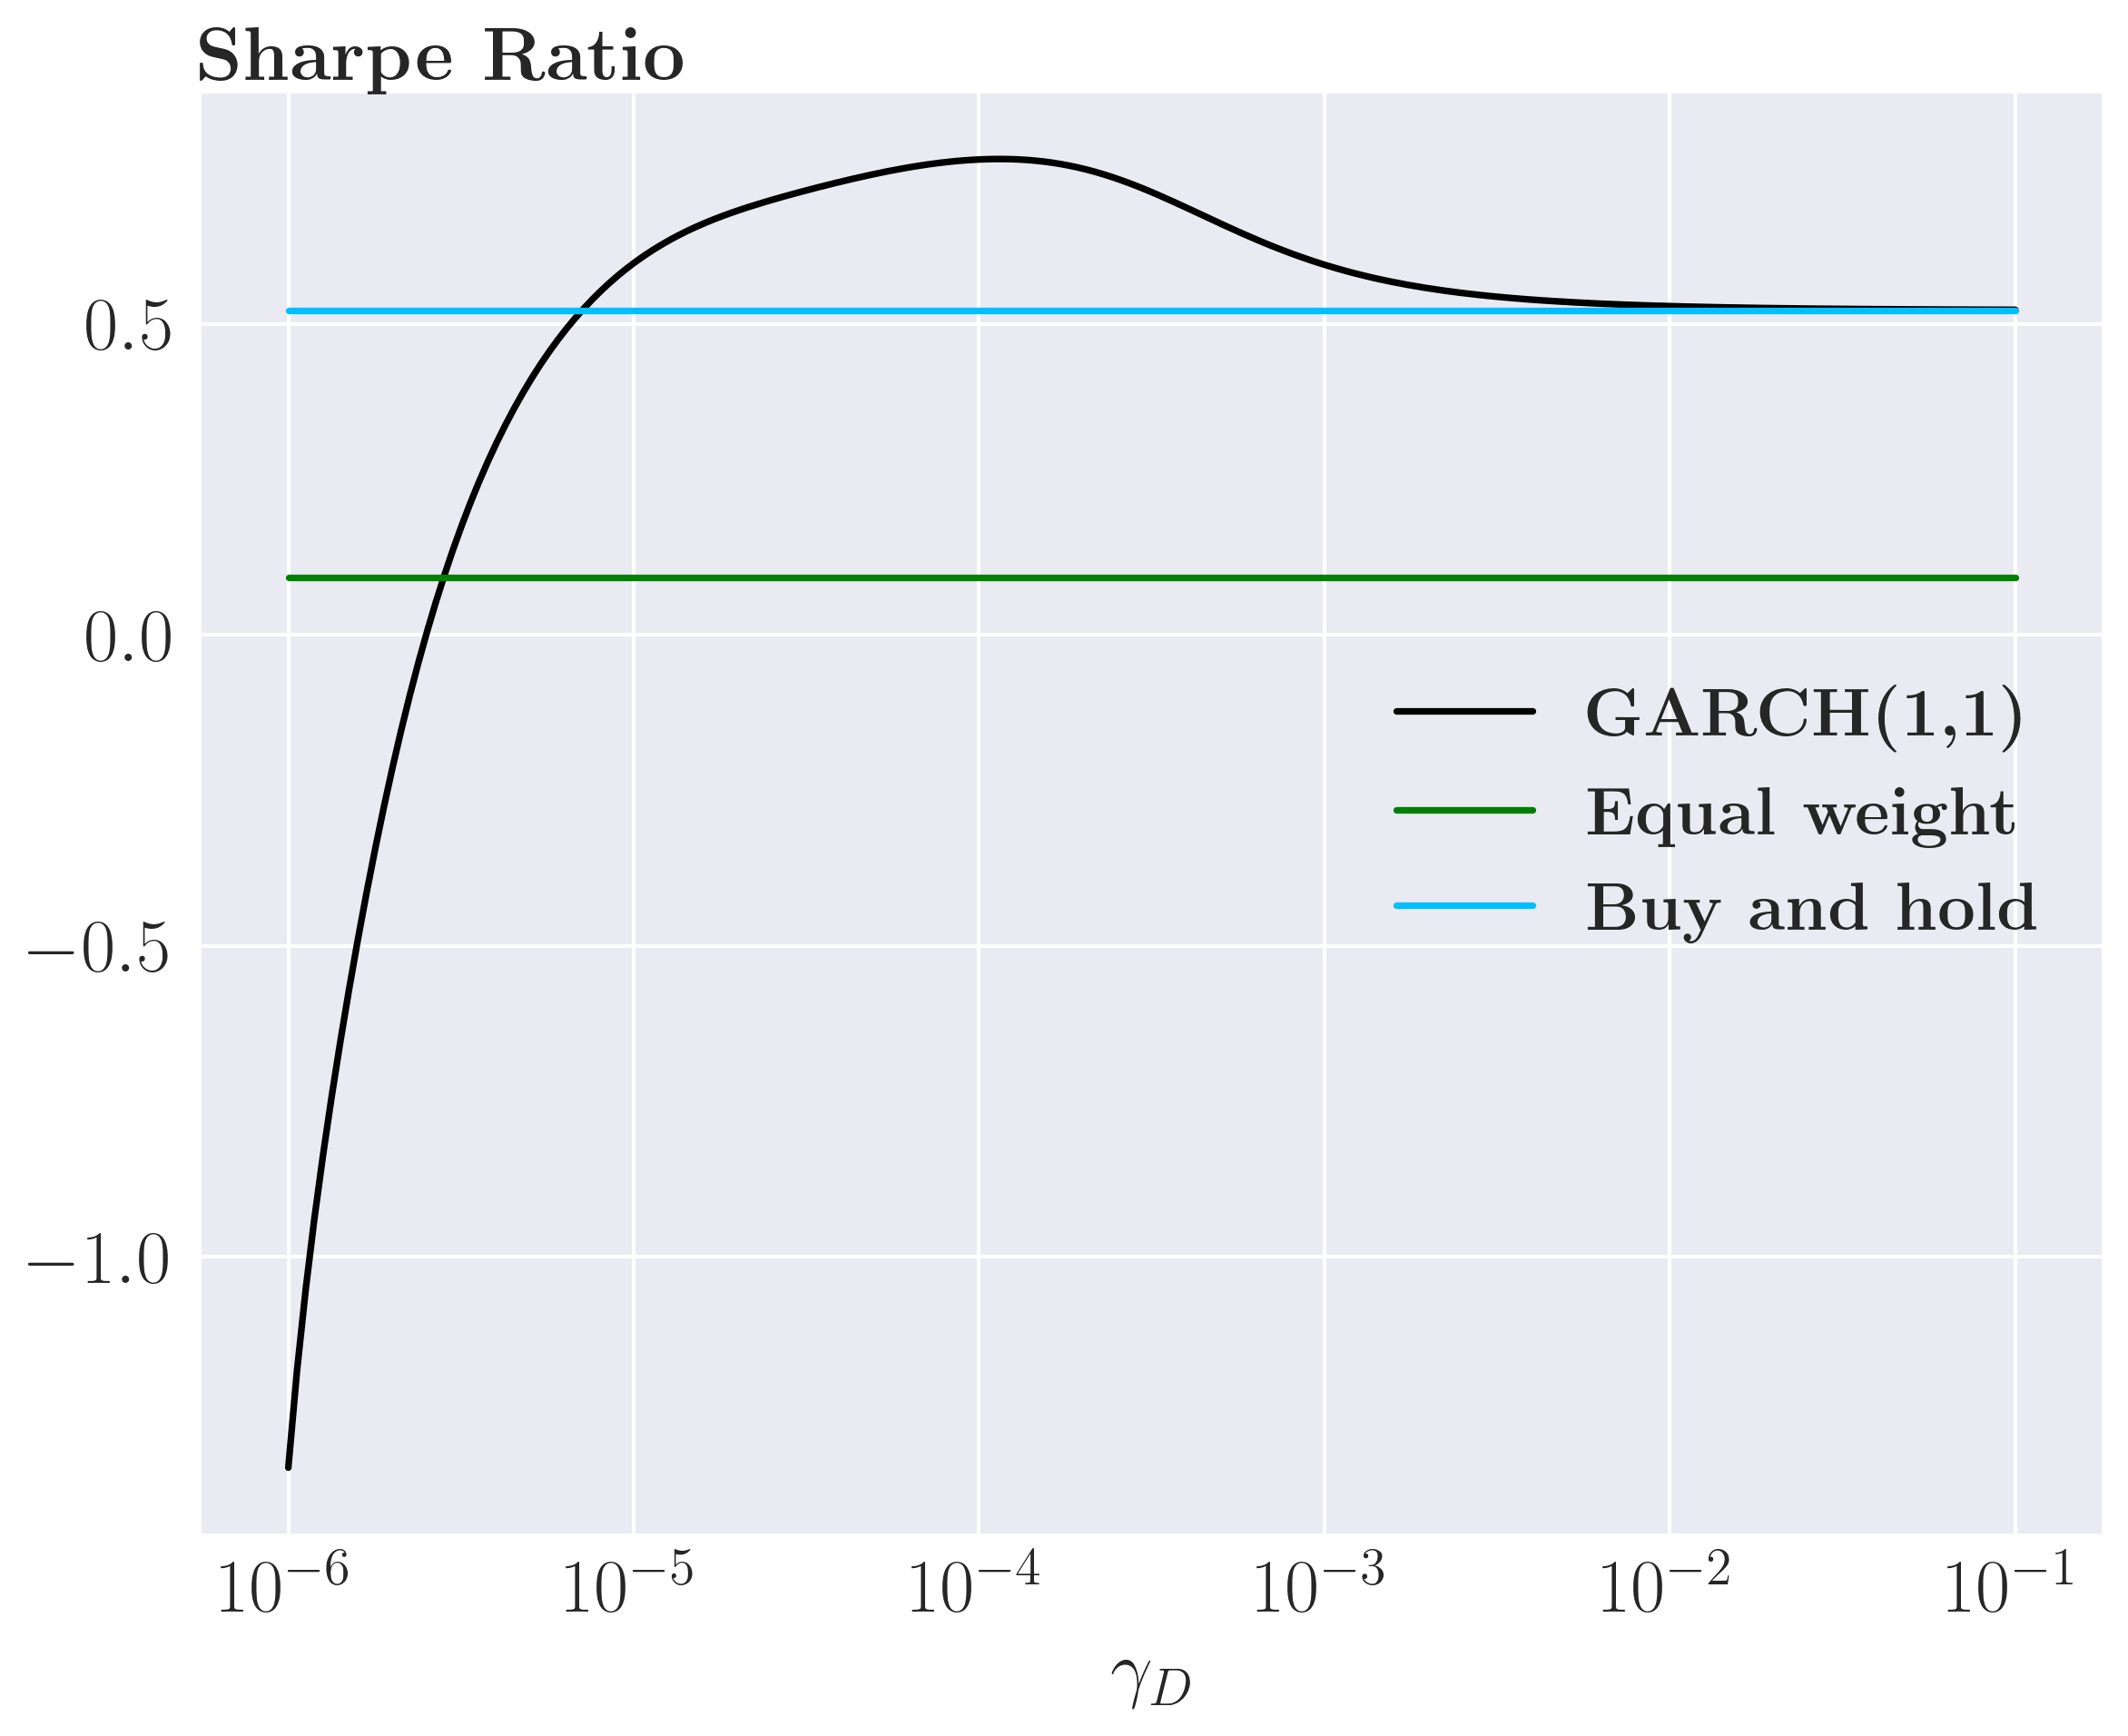 Sharpe Ratio
0.5
0.0
−0.5
−1.0
GARCH(1,1)
Equal weight
Buy and hold
10⁻⁶ 10⁻⁵ 10⁻⁴ 10⁻³ 10⁻² 10⁻¹
γ_D